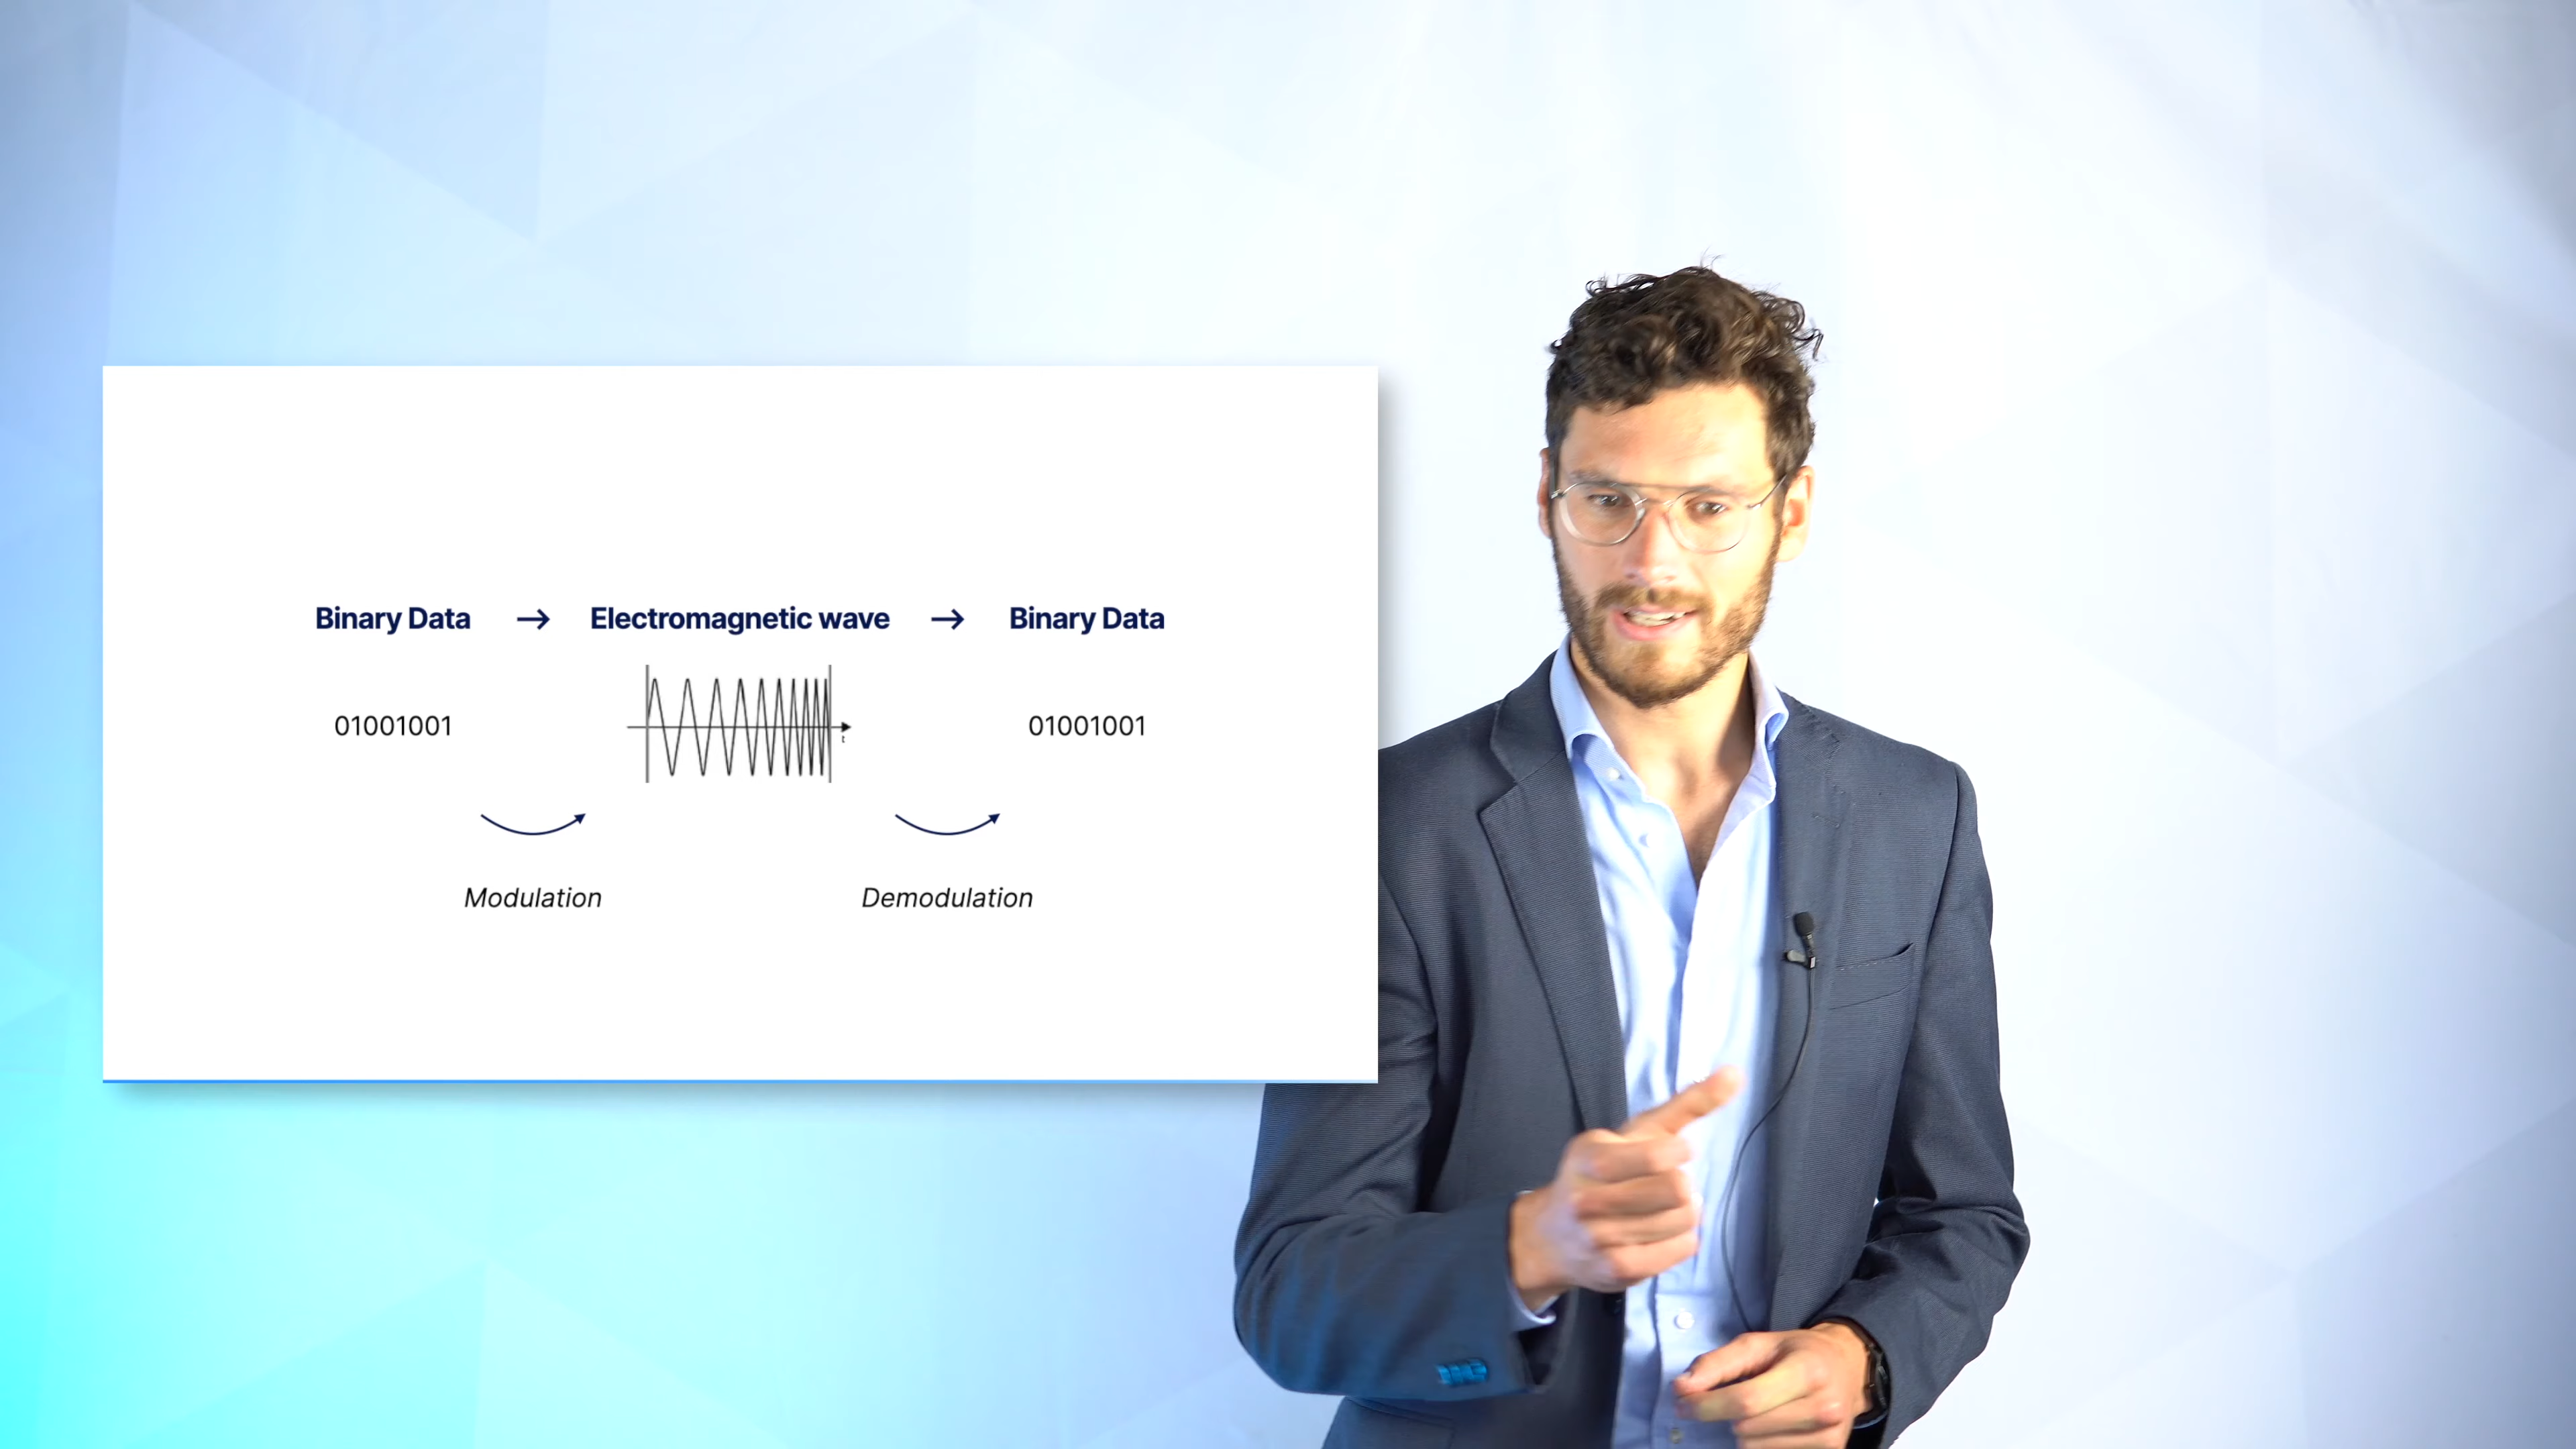 Binary Data → Electromagnetic wave → Binary Data
01001001 t 01001001
Modulation Demodulation